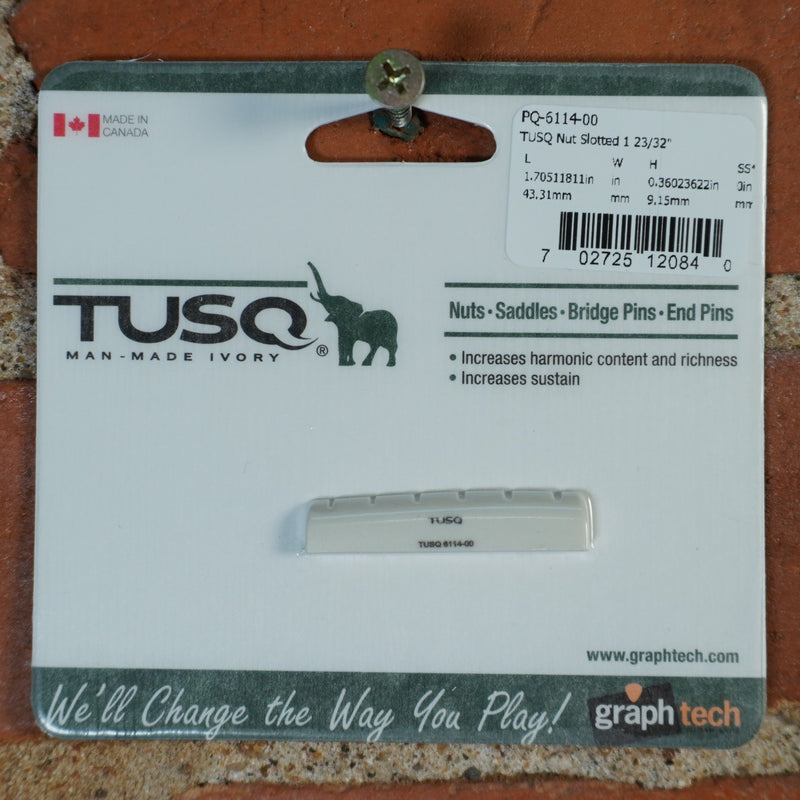 MADE IN
CANADA
PQ-6114-00
TUSQ Nut Slotted 1 23/32"
L W H SS*
1.70511811in in 0.36023622in 0in
43.31mm mm 9.15mm mm
7 02725 12084 0
TUSQ
MAN-MADE IVORY ®
Nuts • Saddles • Bridge Pins • End Pins
• Increases harmonic content and richness
• Increases sustain
TUSQ
TUSQ 6114-00
www.graphtech.com
We'll Change the Way You Play!
graph tech